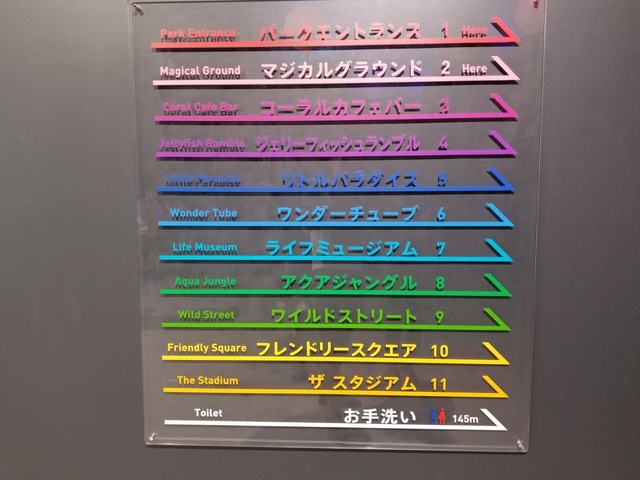 Park Entrance パークエントランス 1 Here
Magical Ground マジカルグラウンド 2 Here
Coral Cafe Bar コーラルカフェバー 3
Jellyfish Ramble ジェリーフィッシュランブル 4
Little Paradise リトルパラダイス 5
Wonder Tube ワンダーチューブ 6
Life Museum ライフミュージアム 7
Aqua Jungle アクアジャングル 8
Wild Street ワイルドストリート 9
Friendly Square フレンドリースクエア 10
The Stadium ザ スタジアム 11
Toilet お手洗い 145m